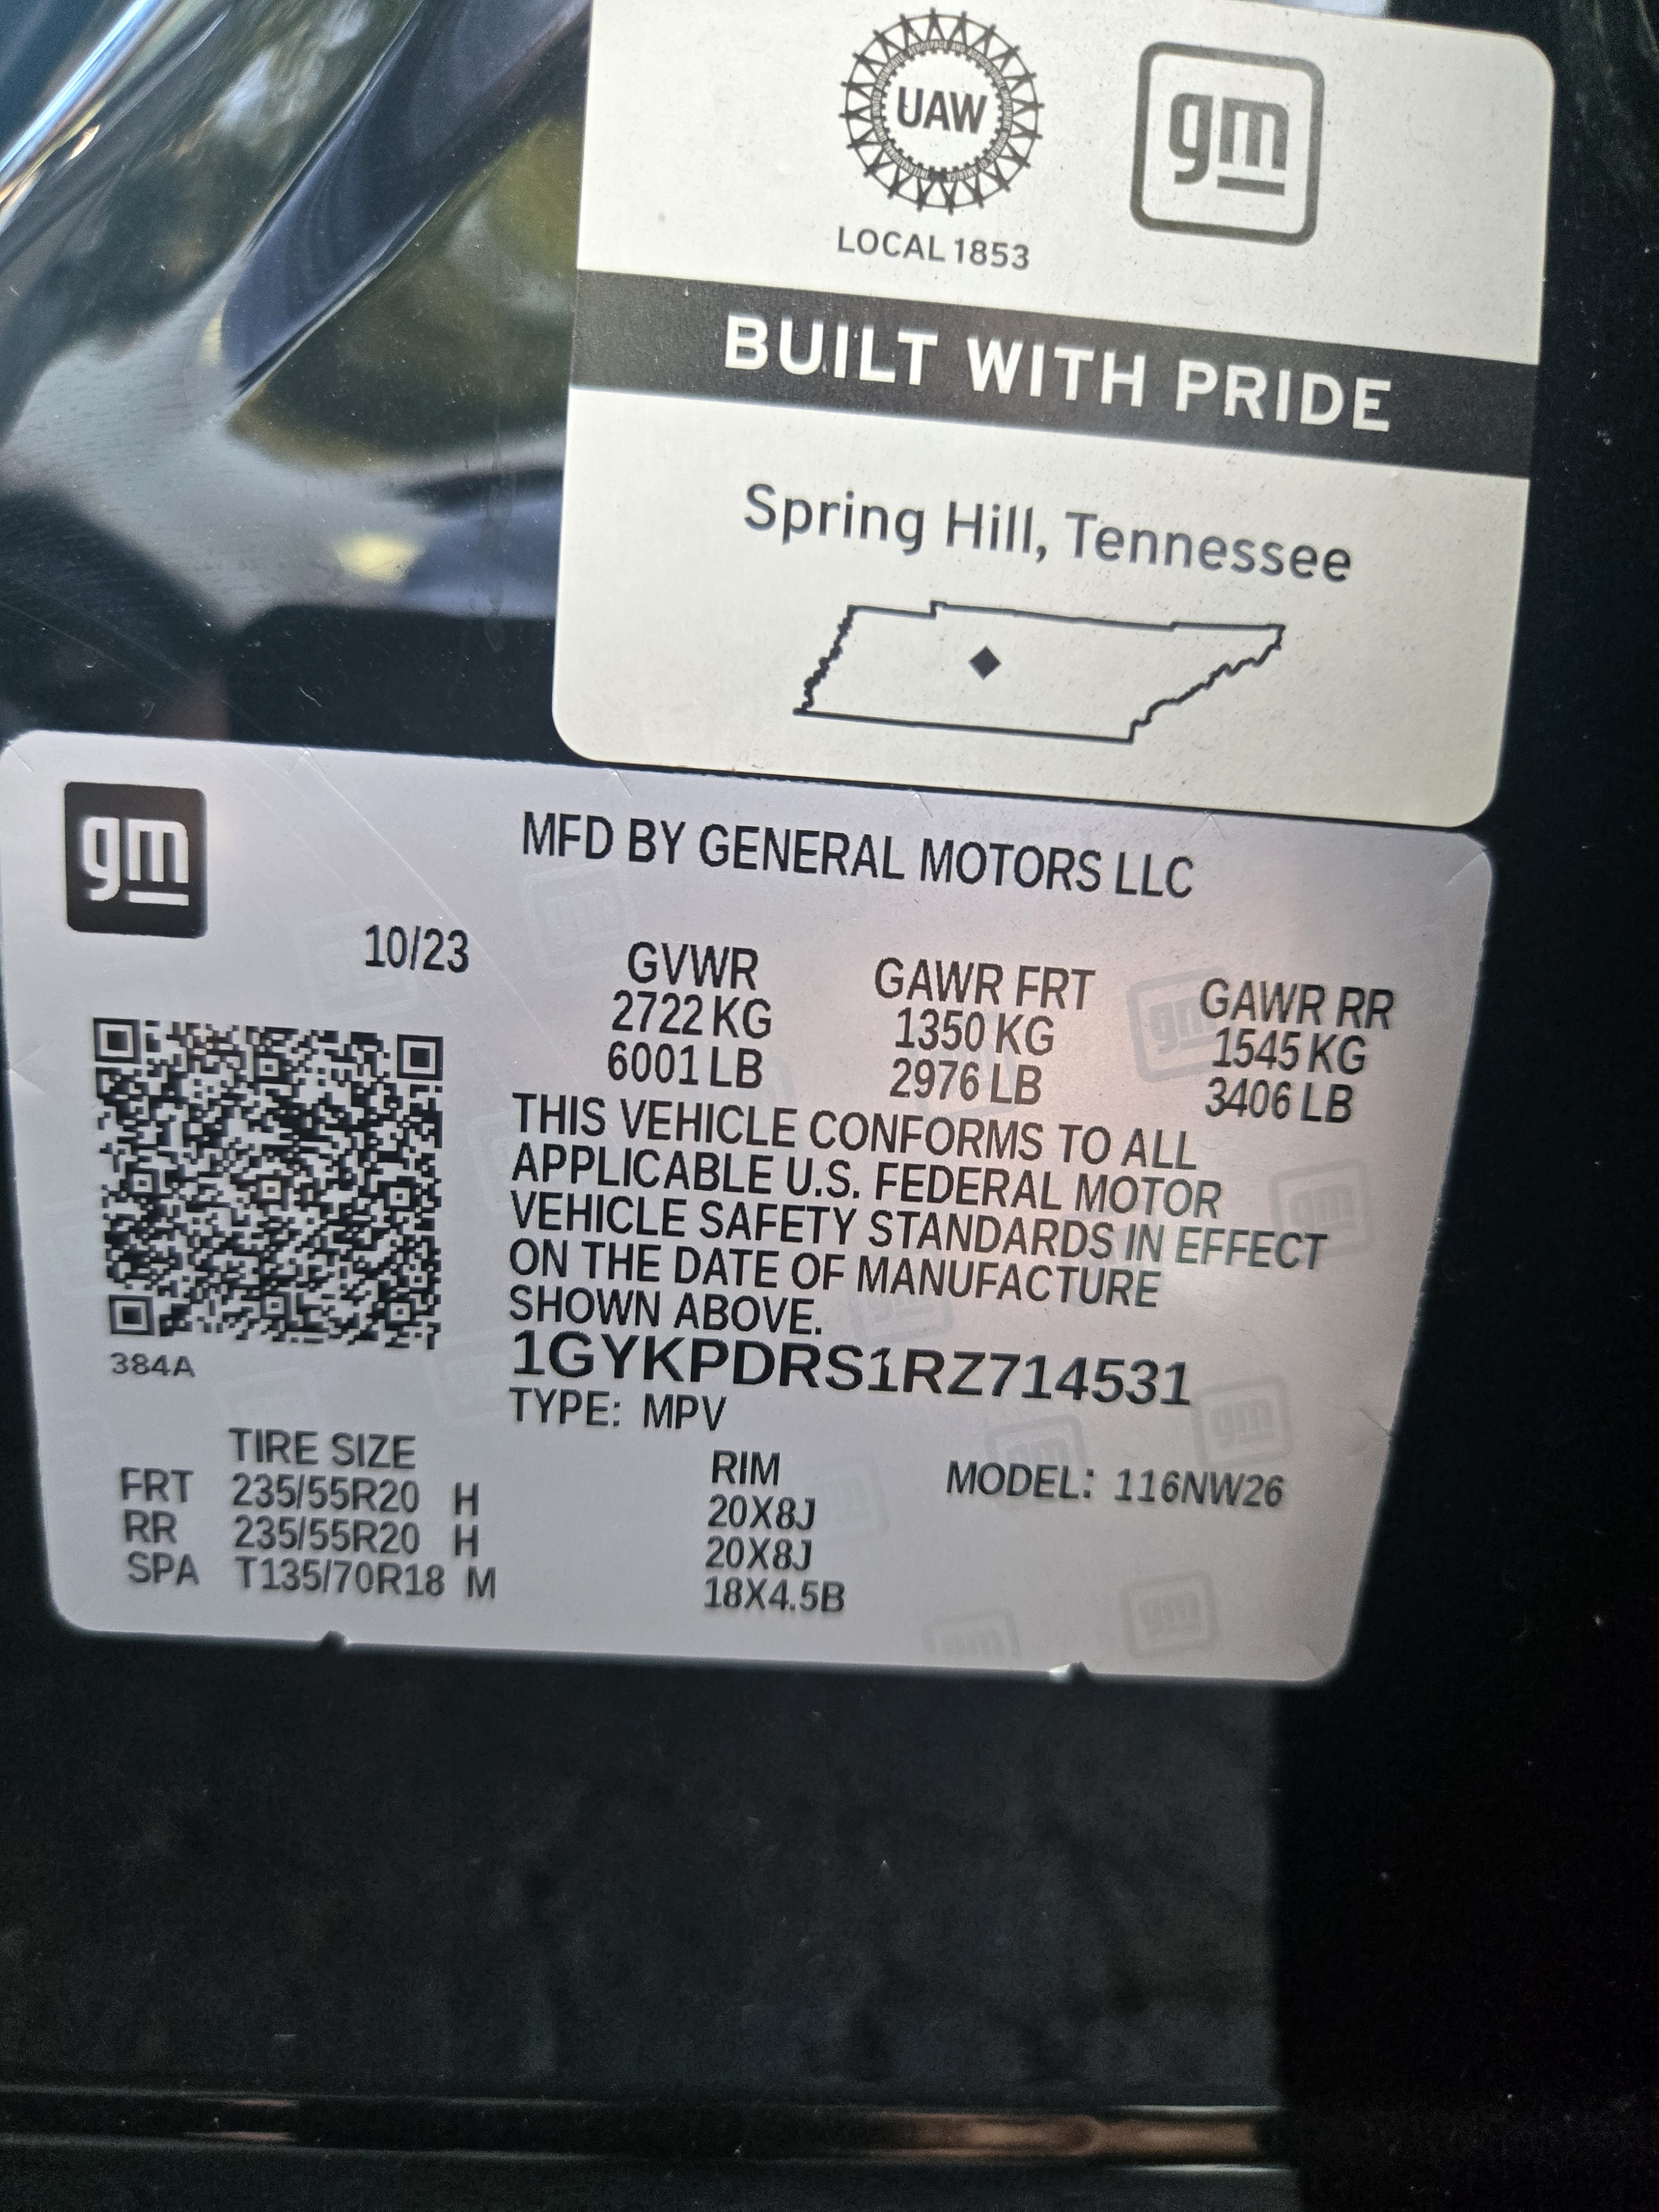 UAW
gm
LOCAL 1853
BUILT WITH PRIDE
Spring Hill, Tennessee
gm
MFD BY GENERAL MOTORS LLC
10/23
GVWR GAWR FRT GAWR RR
2722 KG 1350 KG 1545 KG
6001 LB 2976 LB 3406 LB
THIS VEHICLE CONFORMS TO ALL
APPLICABLE U.S. FEDERAL MOTOR
VEHICLE SAFETY STANDARDS IN EFFECT
ON THE DATE OF MANUFACTURE
SHOWN ABOVE.
384A
1GYKPDRS1RZ714531
TYPE: MPV
TIRE SIZE RIM MODEL: 116NW26
FRT 235/55R20 H 20X8J
RR 235/55R20 H 20X8J
SPA T135/70R18 M 18X4.5B